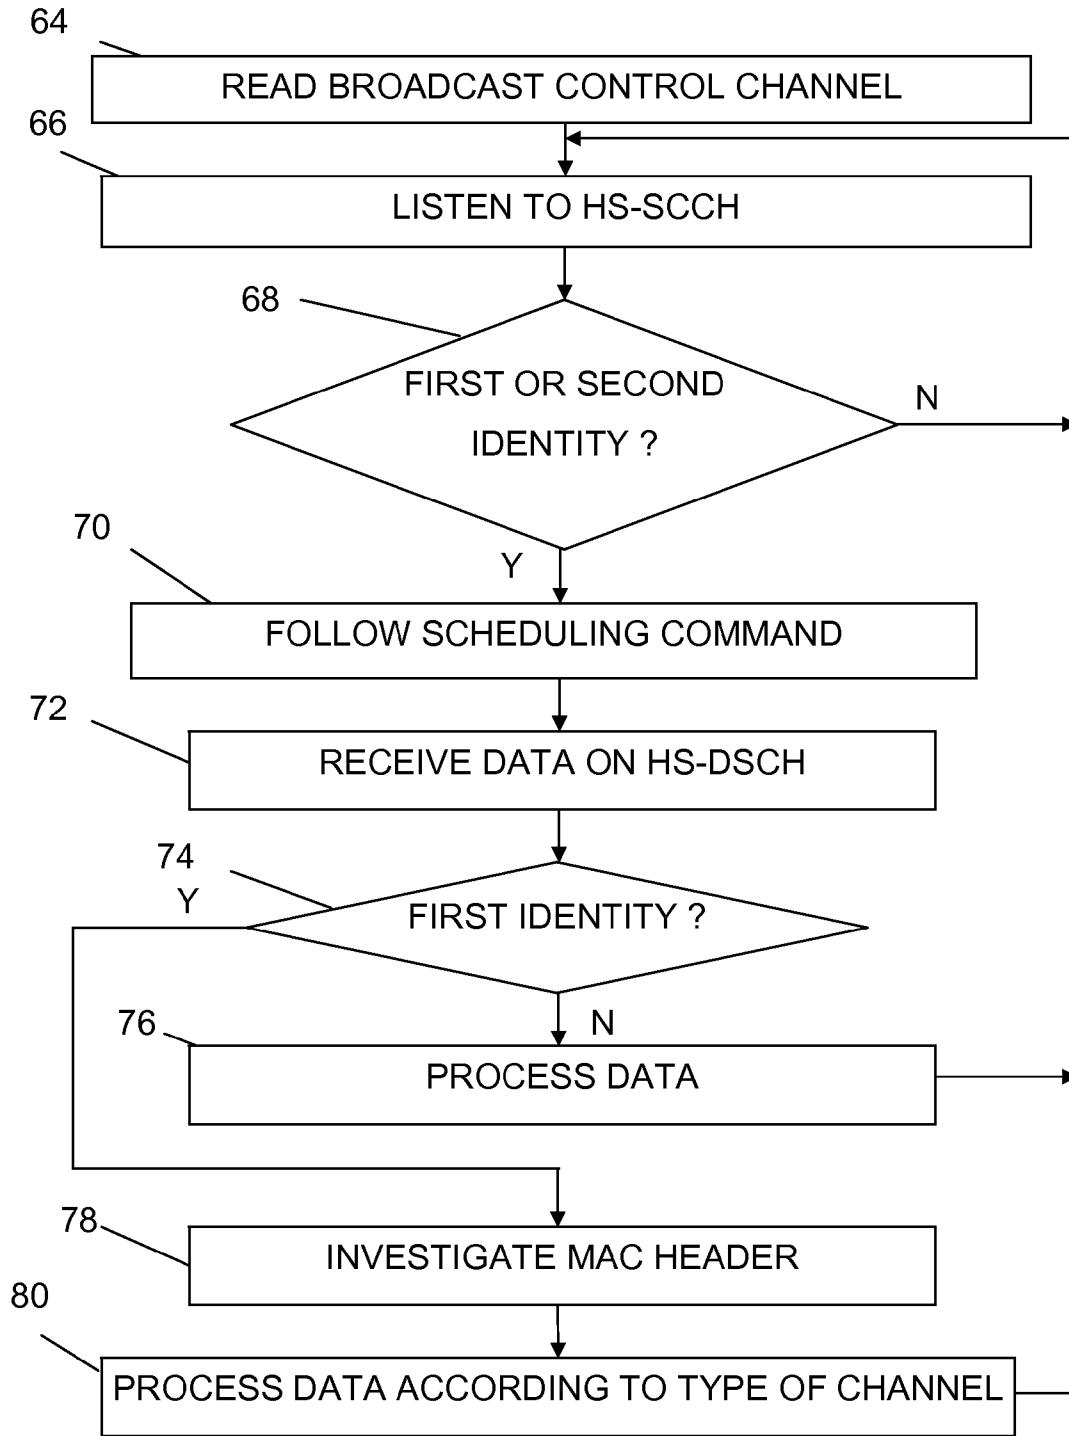 64
READ BROADCAST CONTROL CHANNEL
66
LISTEN TO HS-SCCH
68
FIRST OR SECOND
IDENTITY ?
N
70
Y
FOLLOW SCHEDULING COMMAND
72
RECEIVE DATA ON HS-DSCH
74
Y
FIRST IDENTITY ?
76
N
PROCESS DATA
78
INVESTIGATE MAC HEADER
80
PROCESS DATA ACCORDING TO TYPE OF CHANNEL